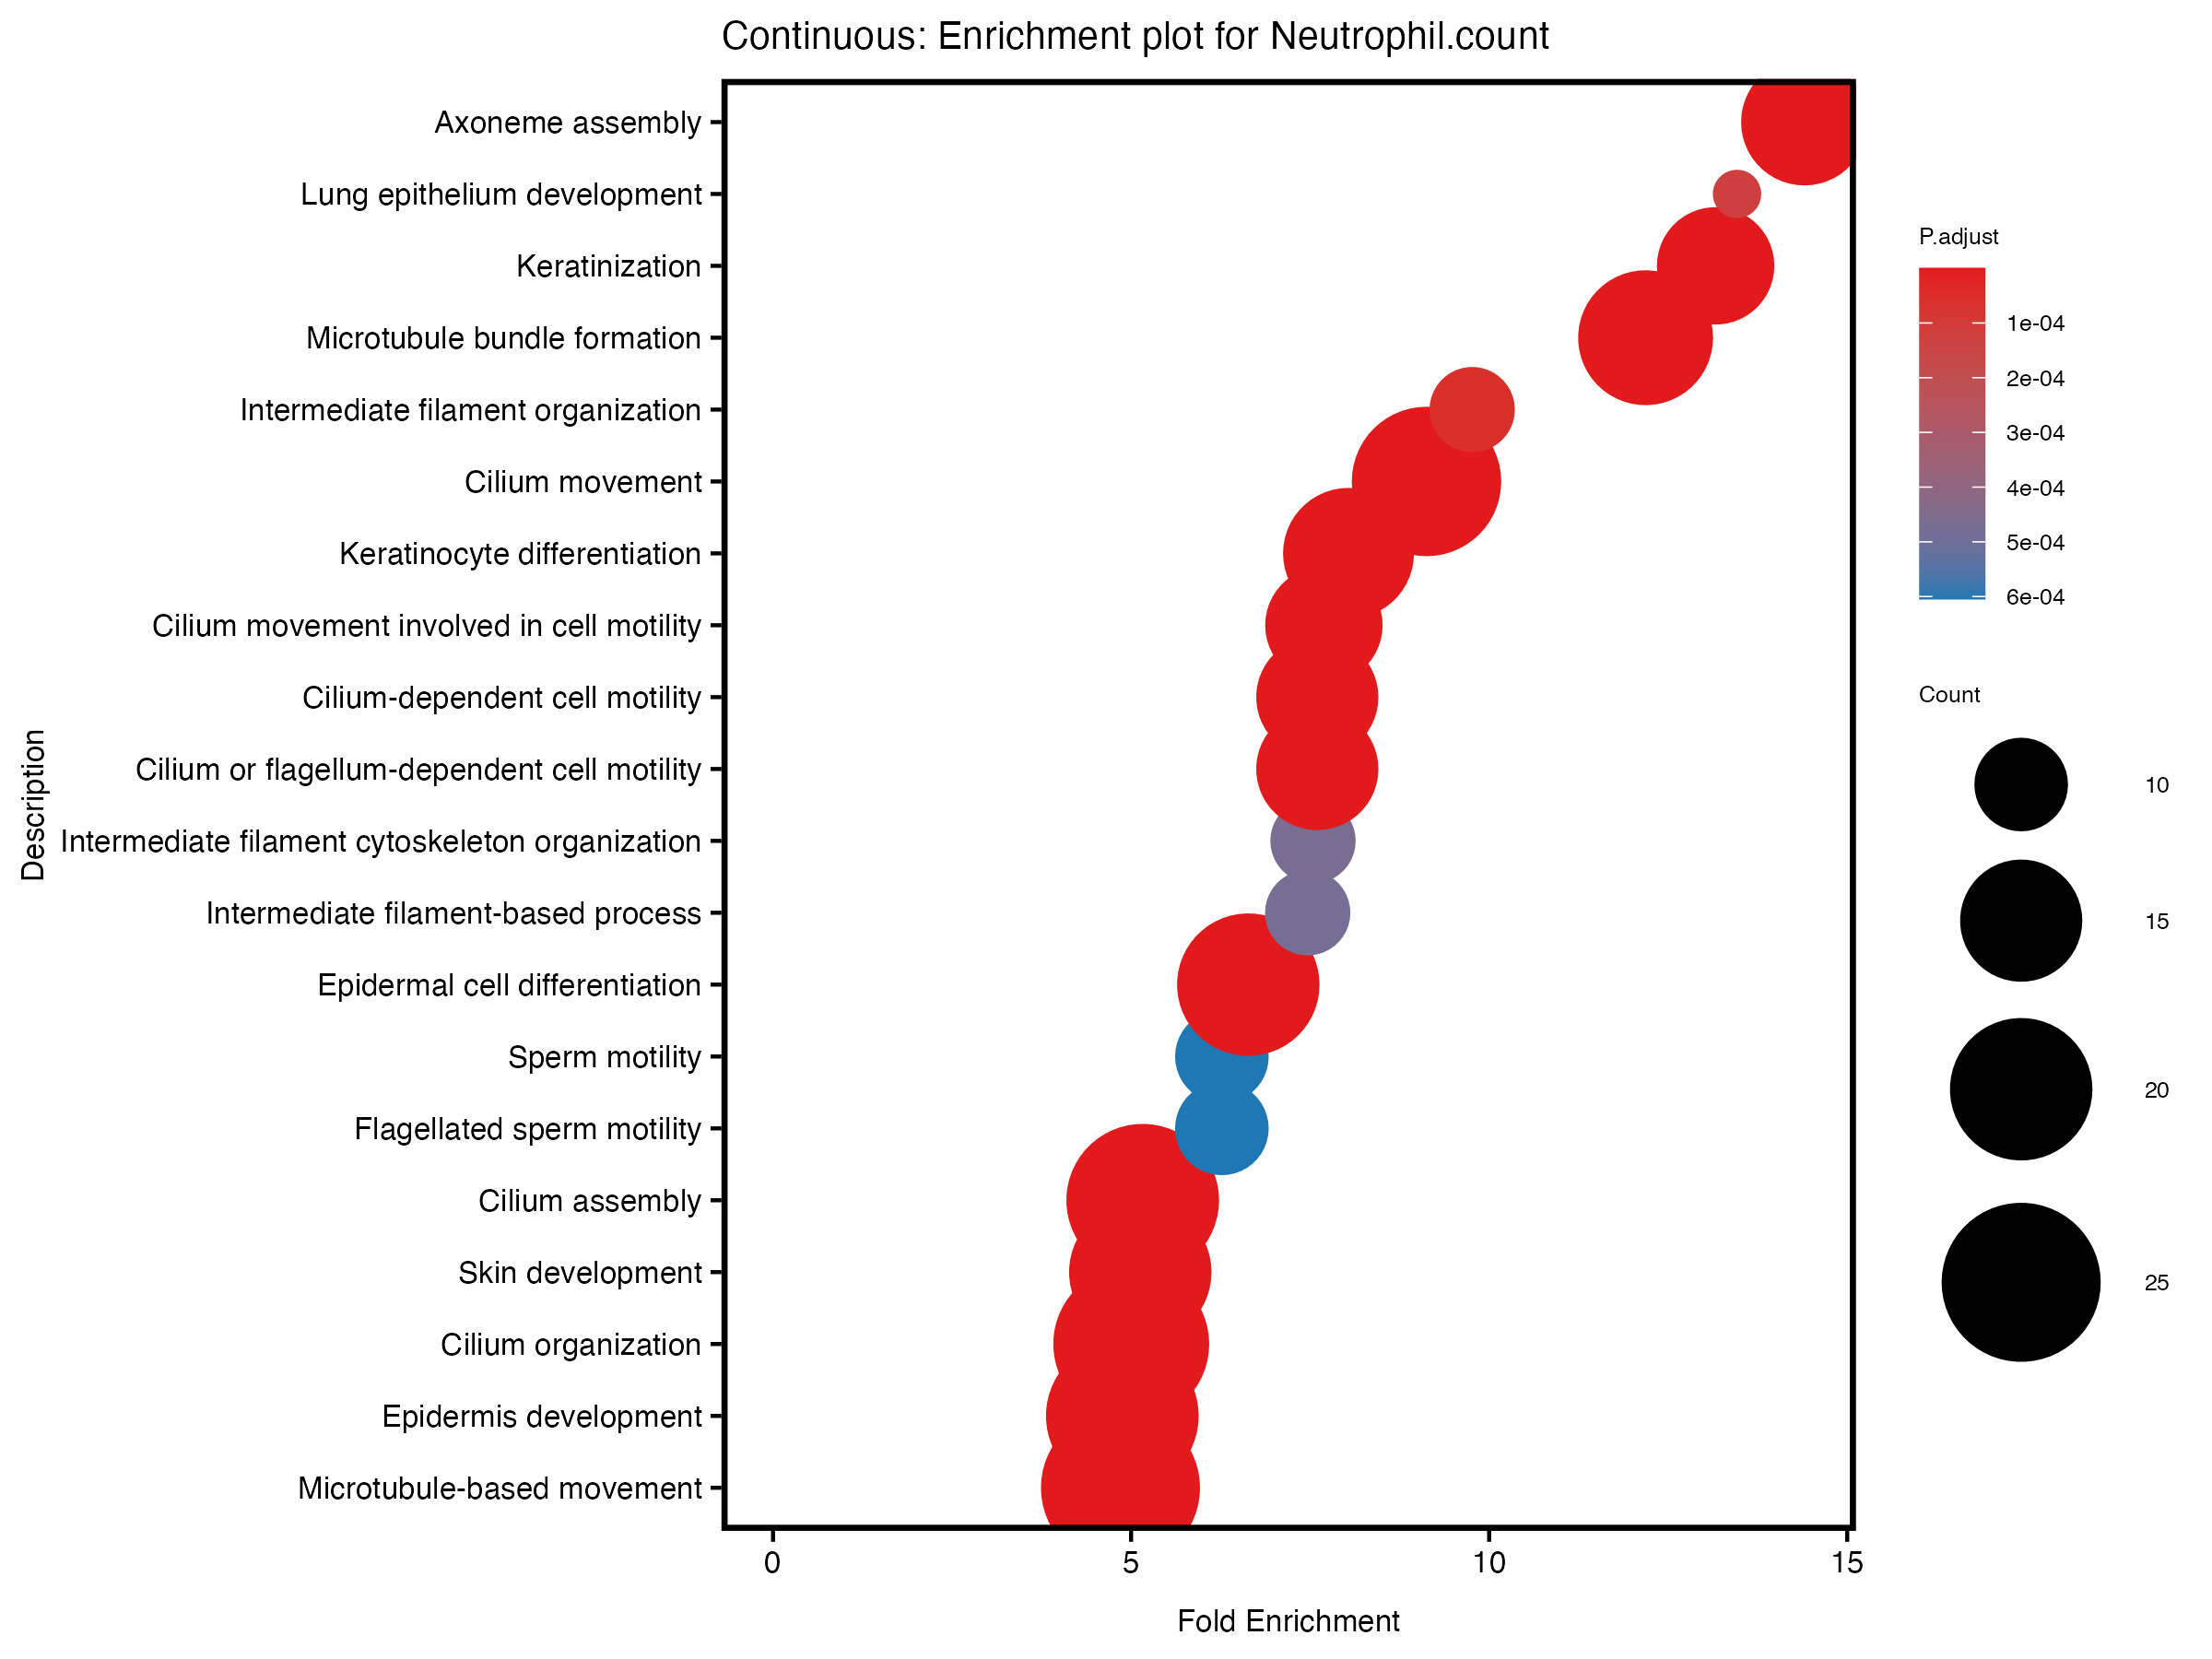 Continuous: Enrichment plot for Neutrophil.count
Description
Axoneme assembly
Lung epithelium development
Keratinization
Microtubule bundle formation
Intermediate filament organization
Cilium movement
Keratinocyte differentiation
Cilium movement involved in cell motility
Cilium-dependent cell motility
Cilium or flagellum-dependent cell motility
Intermediate filament cytoskeleton organization
Intermediate filament-based process
Epidermal cell differentiation
Sperm motility
Flagellated sperm motility
Cilium assembly
Skin development
Cilium organization
Epidermis development
Microtubule-based movement
0 5 10 15
Fold Enrichment
P.adjust
1e-04
2e-04
3e-04
4e-04
5e-04
6e-04
Count
10
15
20
25